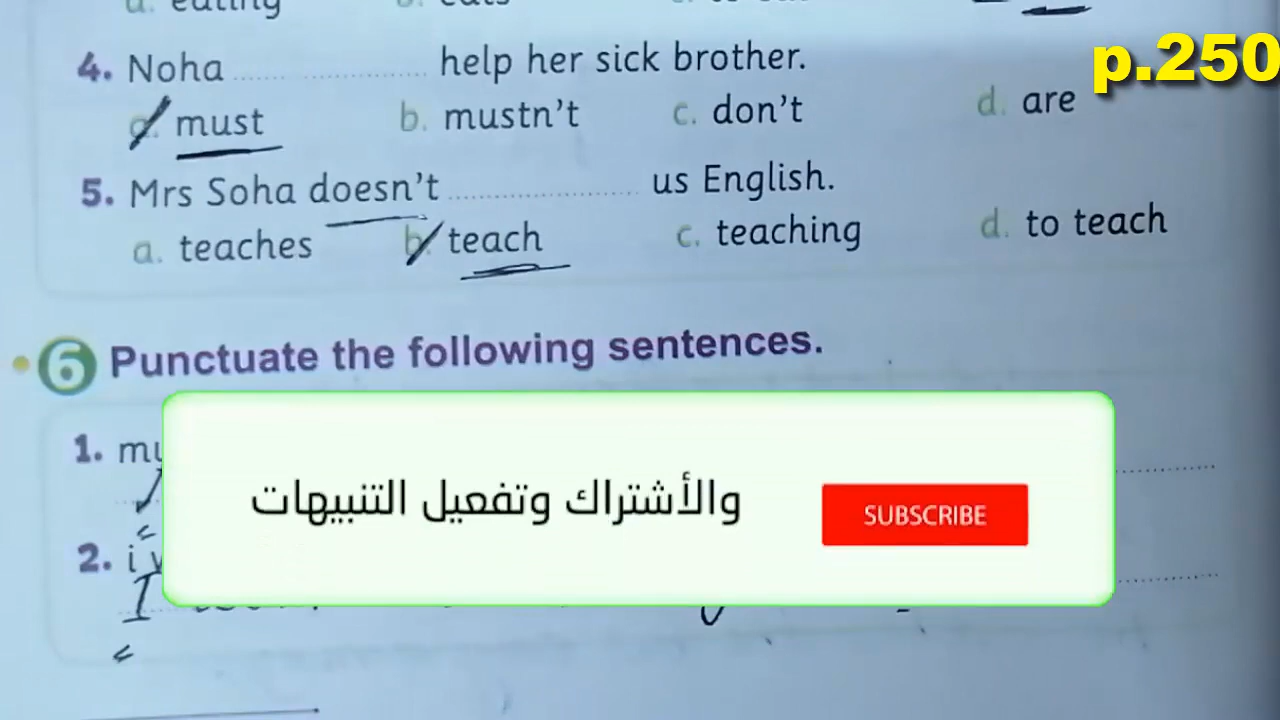 p.250
4. Noha .................... help her sick brother.
a. must b. mustn't c. don't d. are
5. Mrs Soha doesn't .................... us English.
a. teaches b. teach c. teaching d. to teach
6 Punctuate the following sentences.
1.
والأشتراك وتفعيل التنبيهات SUBSCRIBE
2. i
I